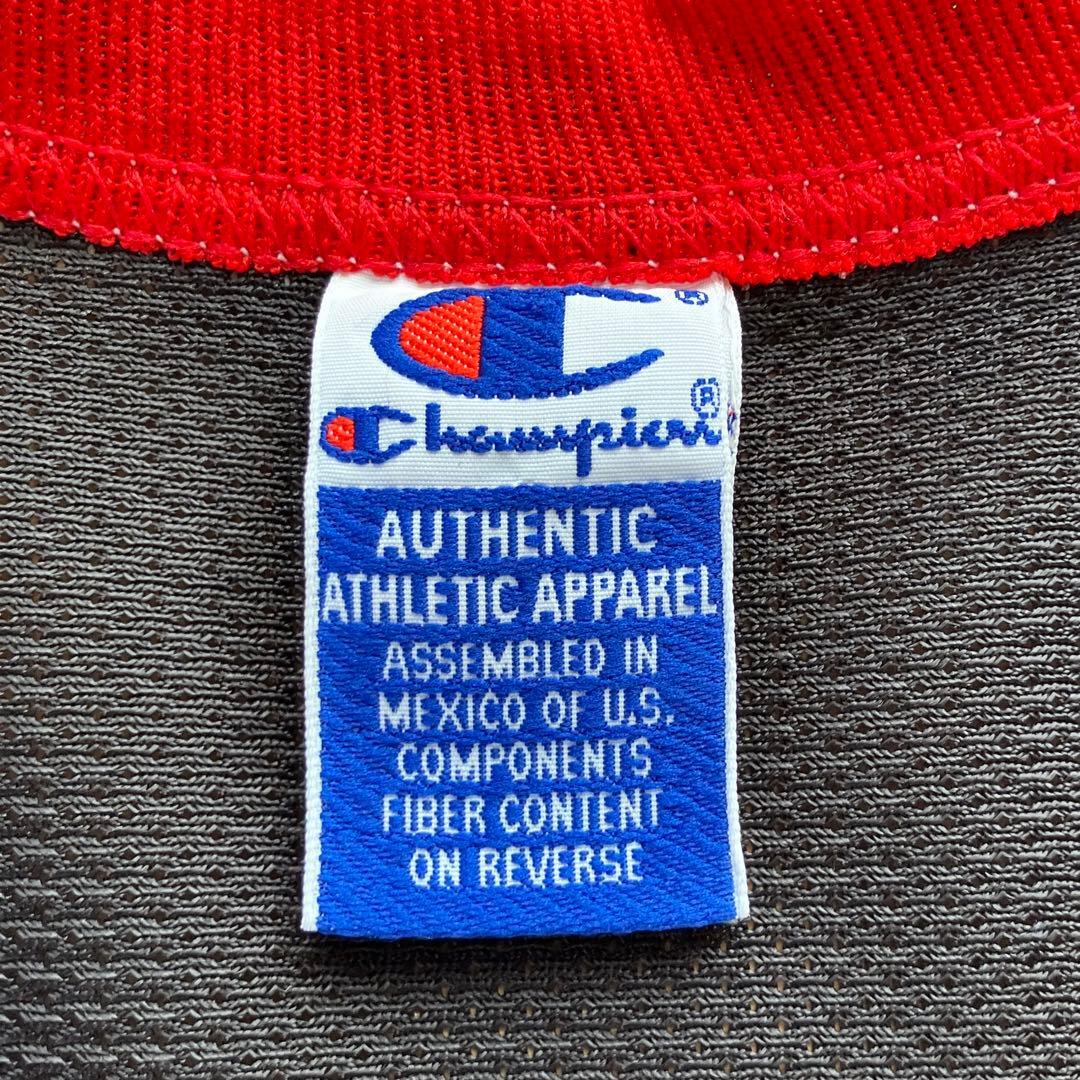 ®
Champion®
AUTHENTIC
ATHLETIC APPAREL
ASSEMBLED IN
MEXICO OF U.S.
COMPONENTS
FIBER CONTENT
ON REVERSE